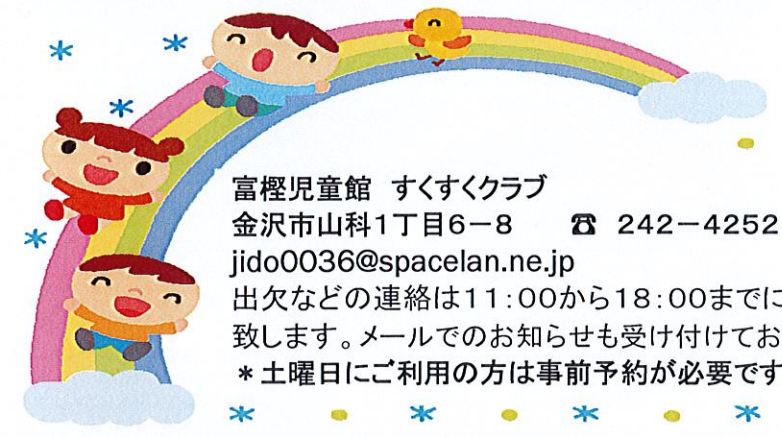 富樫児童館 すくすくクラブ
金沢市山科1丁目6−8 ☎ 242−4252
jido0036@spacelan.ne.jp
出欠などの連絡は11:00から18:00までに
致します。メールでのお知らせも受け付けてお
*土曜日にご利用の方は事前予約が必要です